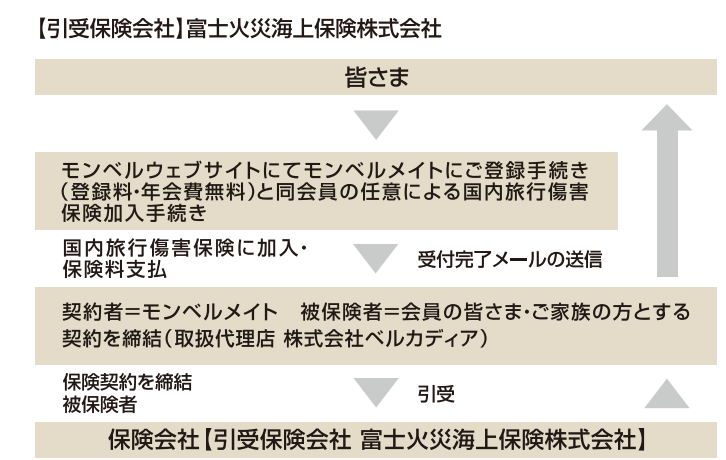 【引受保険会社】富士火災海上保険株式会社
皆さま
モンベルウェブサイトにてモンベルメイトにご登録手続き
（登録料・年会費無料）と同会員の任意による国内旅行傷害
保険加入手続き
国内旅行傷害保険に加入・
保険料支払
受付完了メールの送信
契約者＝モンベルメイト　被保険者＝会員の皆さま・ご家族の方とする
契約を締結（取扱代理店 株式会社ベルカディア）
保険契約を締結
被保険者
引受
保険会社【引受保険会社 富士火災海上保険株式会社】